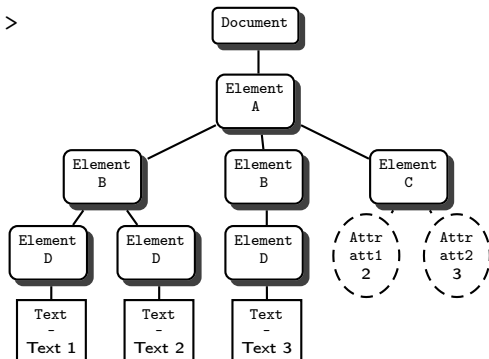 >
Document
Element
A
Element
B
Element
B
Element
C
Element
D
Element
D
Element
D
Attr
att1
2
Attr
att2
3
Text
-
Text 1
Text
-
Text 2
Text
-
Text 3